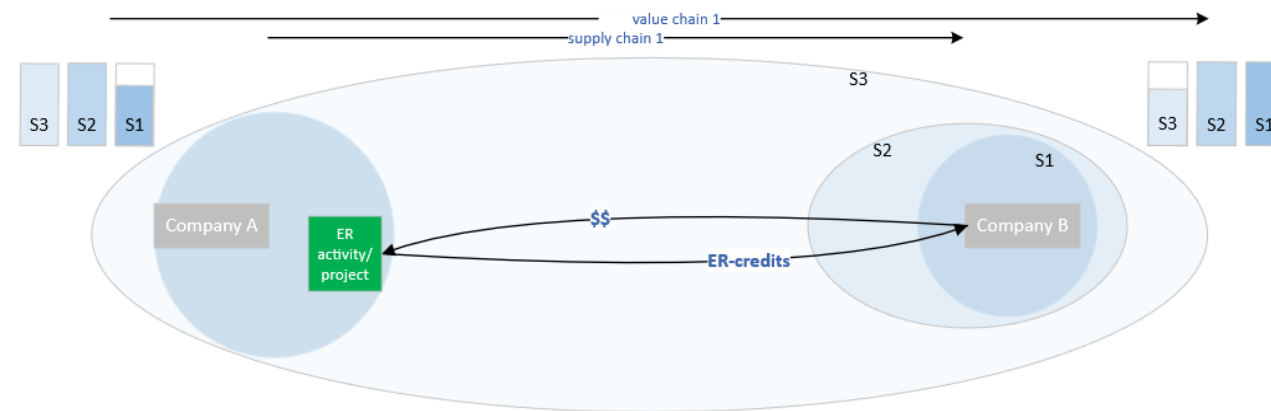 value chain 1
supply chain 1
S3
S3
S2
S1
S3
S2
S1
S2
S1
Company A
ER
activity/
project
$$
ER-credits
Company B